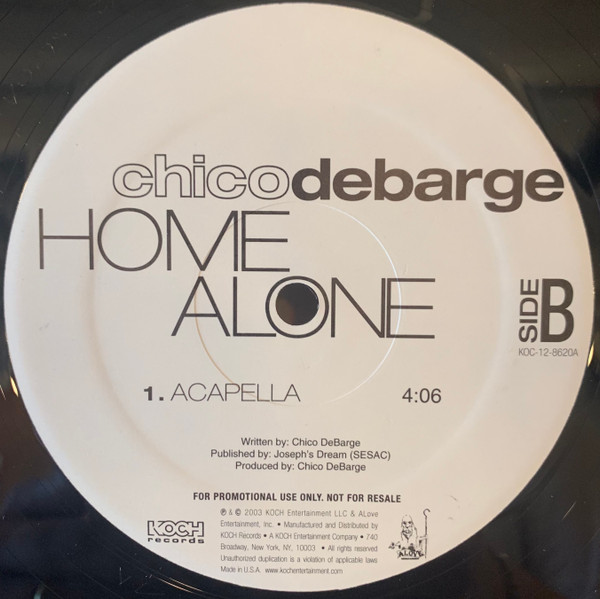 chicodebarge
HOME
ALONE
SIDE B
KOC-12-8620A
1. ACAPELLA 4:06
Written by: Chico DeBarge
Published by: Joseph's Dream (SESAC)
Produced by: Chico DeBarge
FOR PROMOTIONAL USE ONLY. NOT FOR RESALE
KOCH
records
℗ & © 2003 KOCH Entertainment LLC & ALove
Entertainment, Inc. • Manufactured and Distributed by
KOCH Records • A KOCH Entertainment Company • 740
Broadway, New York, NY, 10003 • All rights reserved
Unauthorized duplication is a violation of applicable laws
Made in U.S.A. www.kochentertainment.com
A.LOVE